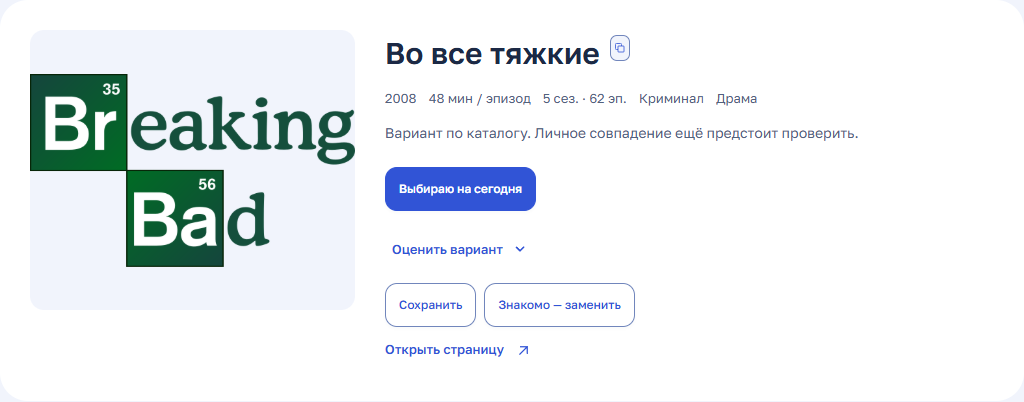 35
Breaking
56
Bad
Во все тяжкие
2008 48 мин / эпизод 5 сез. · 62 эп. Криминал Драма
Вариант по каталогу. Личное совпадение ещё предстоит проверить.
Выбираю на сегодня
Оценить вариант
Сохранить Знакомо — заменить
Открыть страницу